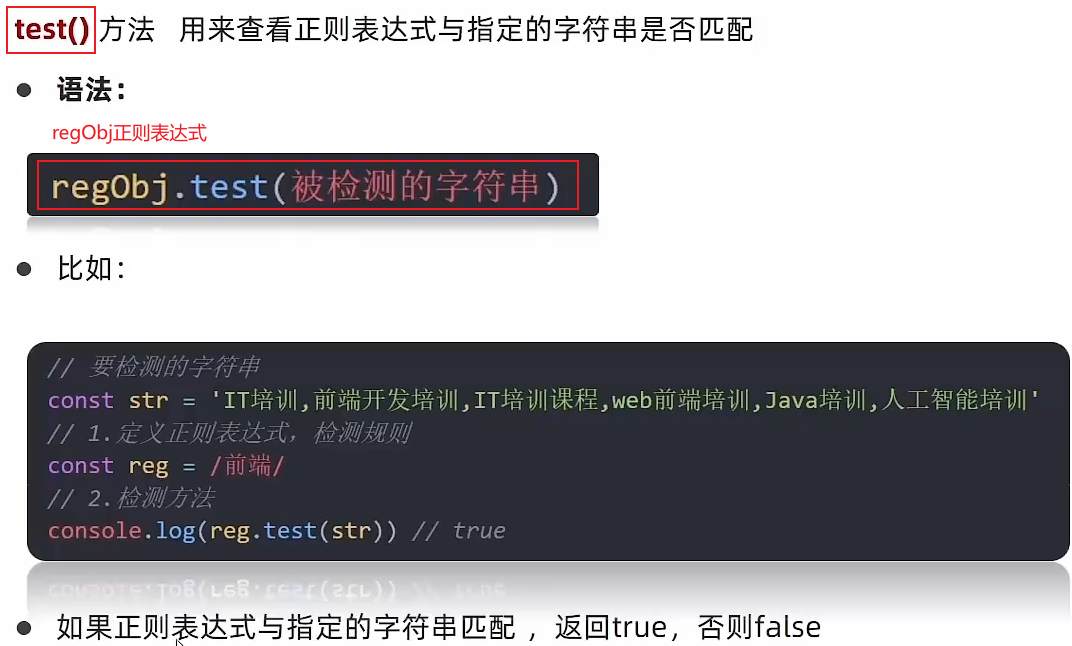 test()方法 用来查看正则表达式与指定的字符串是否匹配
● 语法：
regObj正则表达式
regObj.test(被检测的字符串)
● 比如：
// 要检测的字符串
const str = 'IT培训,前端开发培训,IT培训课程,web前端培训,Java培训,人工智能培训'
// 1.定义正则表达式，检测规则
const reg = /前端/
// 2.检测方法
console.log(reg.test(str)) // true
● 如果正则表达式与指定的字符串匹配 ，返回true，否则false